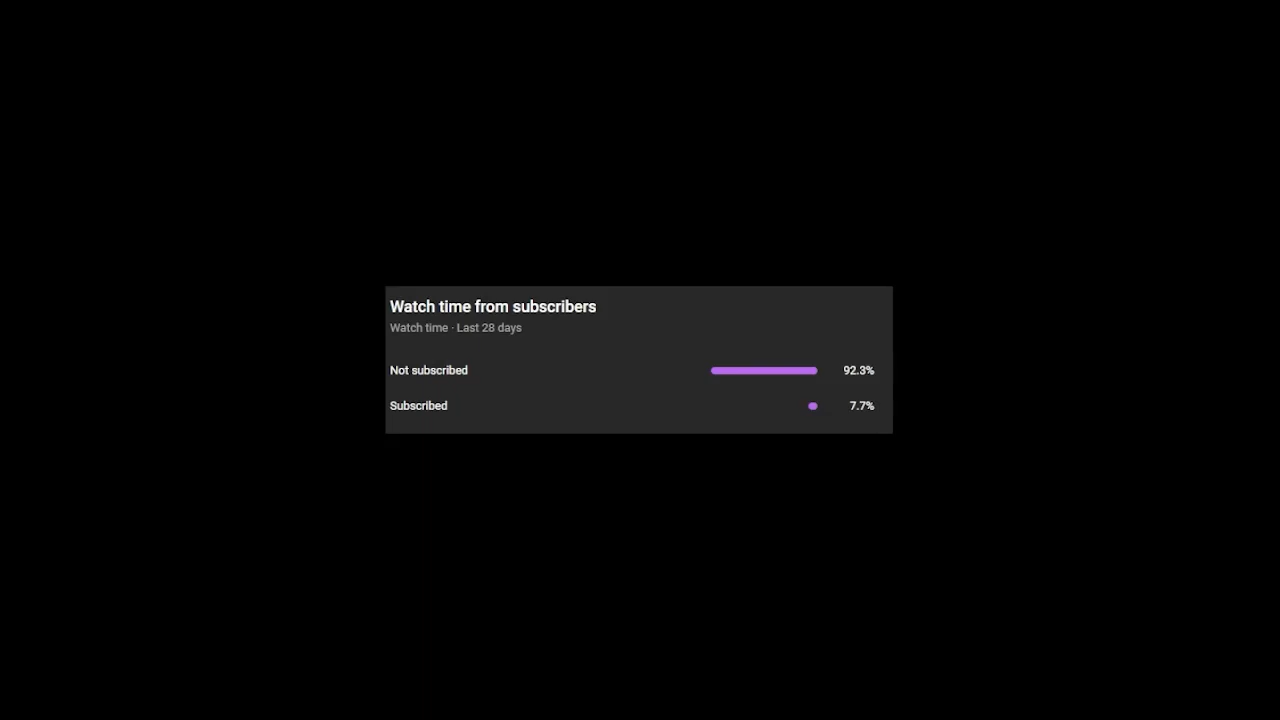 Watch time from subscribers
Watch time · Last 28 days
Not subscribed 92.3%
Subscribed 7.7%